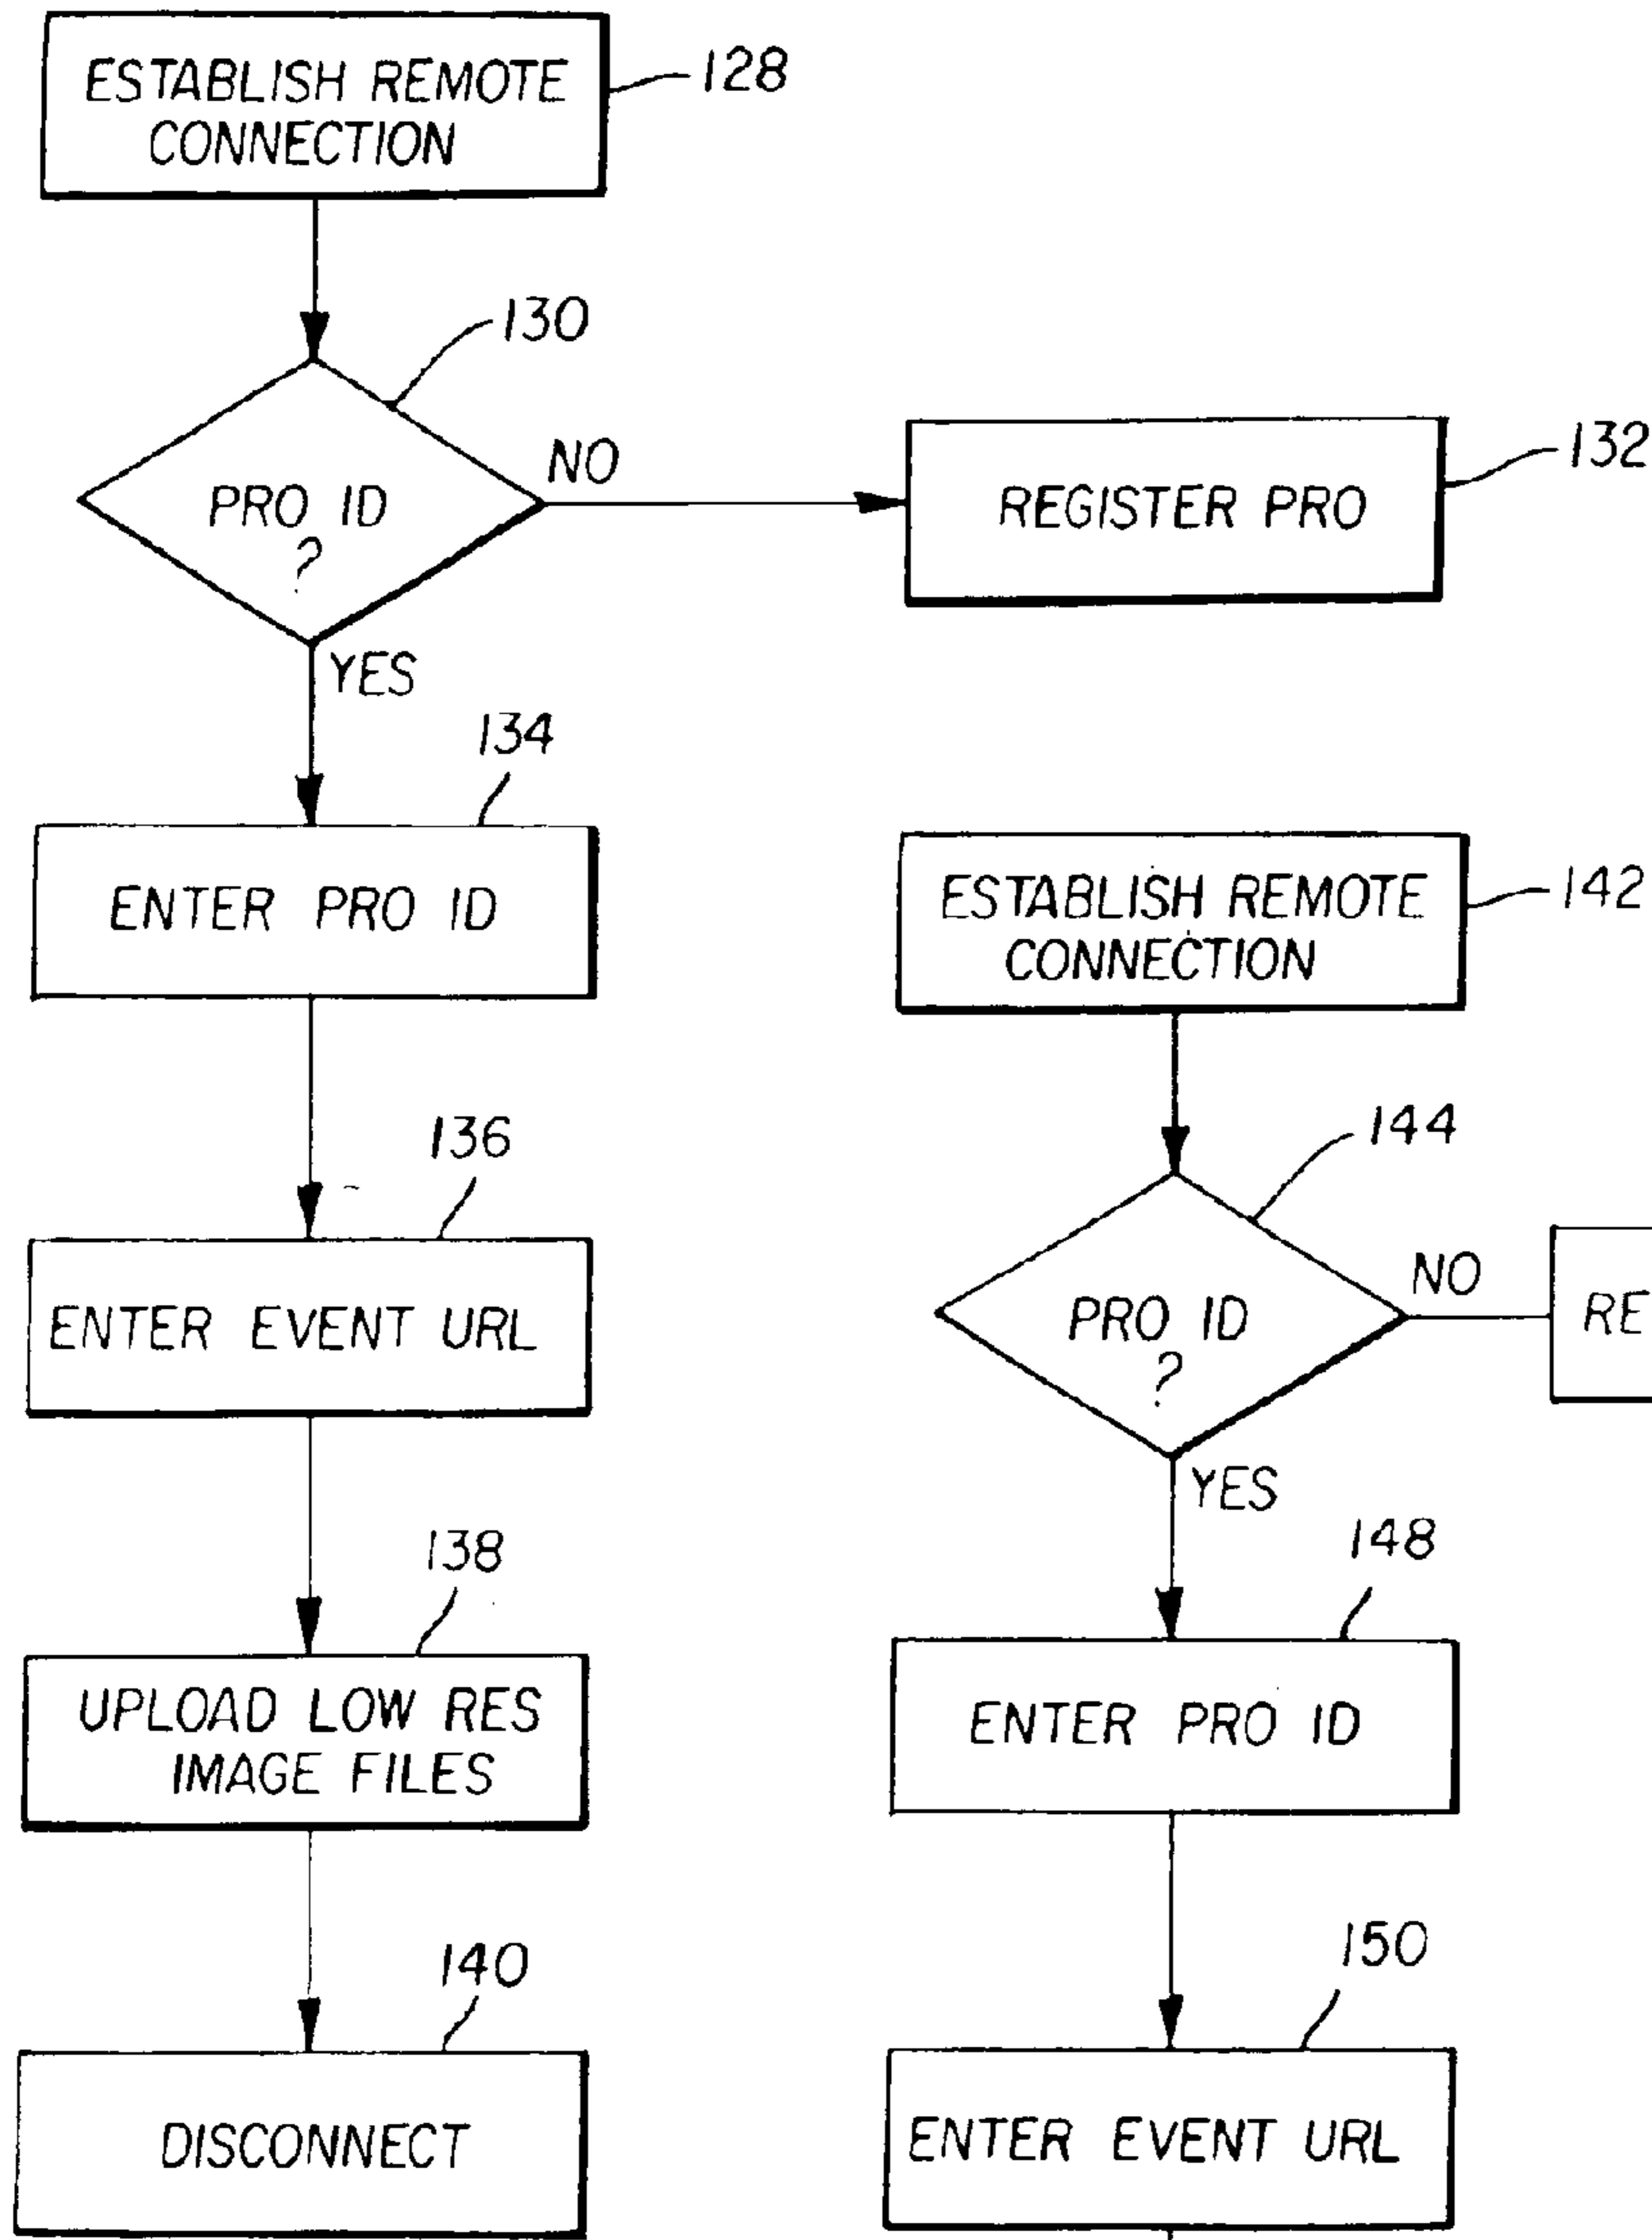 ESTABLISH REMOTE
CONNECTION
128
130
PRO ID
?
NO
REGISTER PRO
132
YES
134
ENTER PRO ID
136
ENTER EVENT URL
138
UPLOAD LOW RES
IMAGE FILES
140
DISCONNECT
ESTABLISH REMOTE
CONNECTION
142
144
PRO ID
?
NO
RE
YES
148
ENTER PRO ID
150
ENTER EVENT URL